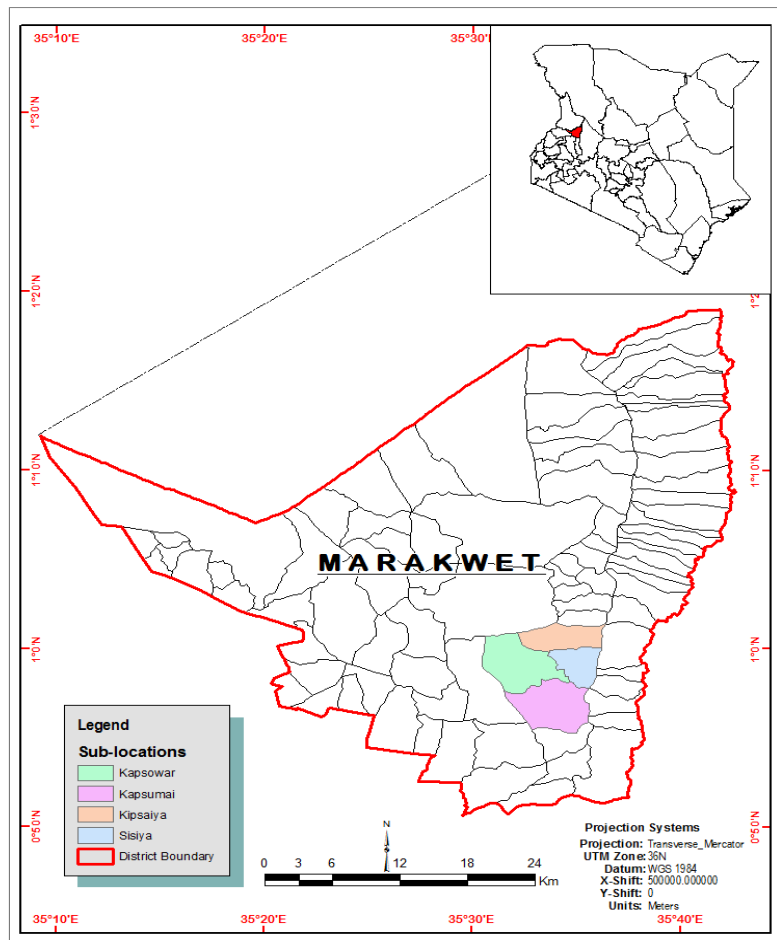 35°10'E 35°20'E 35°30'
1°30'N
1°20'N
1°2
1°10'N
1°10'N
MARAKWET
1°0'N
1°0'N
Legend
Sub-locations
Kapsowar
Kapsumai
Kipsaiya
Sisiya
District Boundary
0°50'N
0°50'N
N
0 3 6 12 18 24
Km
Projection Systems
Projection: Transverse_Mercator
UTM Zone: 36N
Datum: WGS 1984
X-Shift: 500000.000000
Y-Shift: 0
Units: Meters
35°10'E 35°20'E 35°30'E 35°40'E